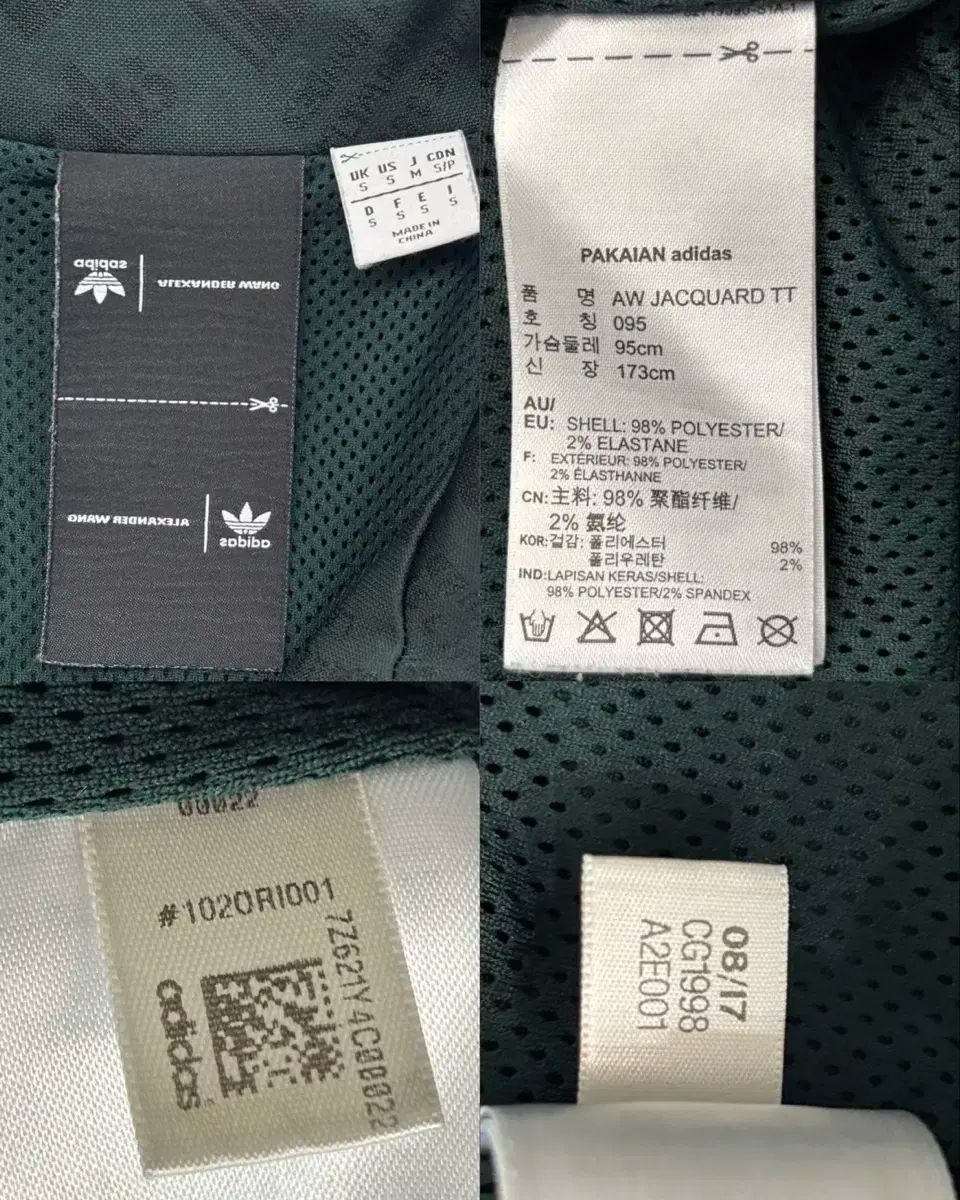 adidas
ALEXANDER WANG
ALEXANDER WANG
adidas
UK US J CDN
S S M S/P
D F E I
S S S S
MADE IN
CHINA
PAKAIAN adidas
품 명 AW JACQUARD TT
호 칭 095
가슴둘레 95cm
신 장 173cm
AU/
EU: SHELL: 98% POLYESTER/
2% ELASTANE
F: EXTÉRIEUR: 98% POLYESTER/
2% ÉLASTHANNE
CN: 主料: 98% 聚酯纤维/
2% 氨纶
KOR: 겉감: 폴리에스터 98%
폴리우레탄 2%
IND: LAPISAN KERAS/SHELL:
98% POLYESTER/2% SPANDEX
00052
#102ORI001
7Z621Y4C00022
adidas
08/17
CG1998
A2E001